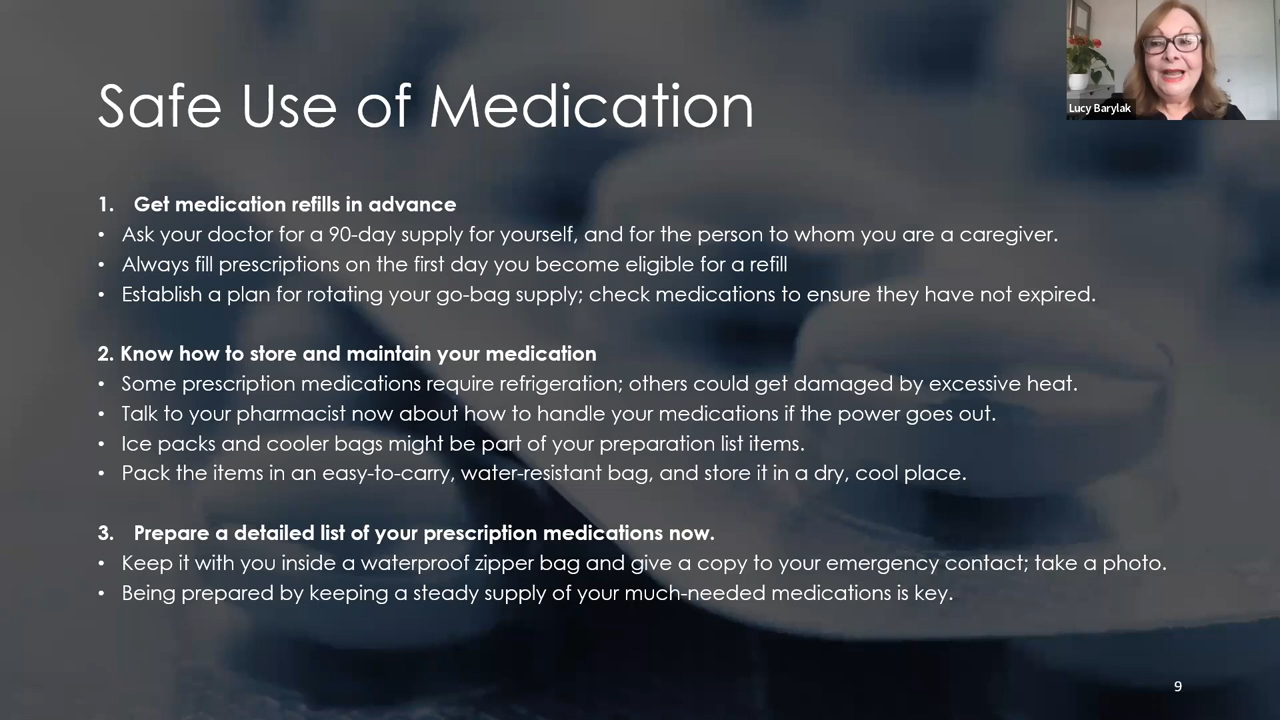 Lucy Barylak
Safe Use of Medication
1. Get medication refills in advance
• Ask your doctor for a 90-day supply for yourself, and for the person to whom you are a caregiver.
• Always fill prescriptions on the first day you become eligible for a refill
• Establish a plan for rotating your go-bag supply; check medications to ensure they have not expired.
2. Know how to store and maintain your medication
• Some prescription medications require refrigeration; others could get damaged by excessive heat.
• Talk to your pharmacist now about how to handle your medications if the power goes out.
• Ice packs and cooler bags might be part of your preparation list items.
• Pack the items in an easy-to-carry, water-resistant bag, and store it in a dry, cool place.
3. Prepare a detailed list of your prescription medications now.
• Keep it with you inside a waterproof zipper bag and give a copy to your emergency contact; take a photo.
• Being prepared by keeping a steady supply of your much-needed medications is key.
9